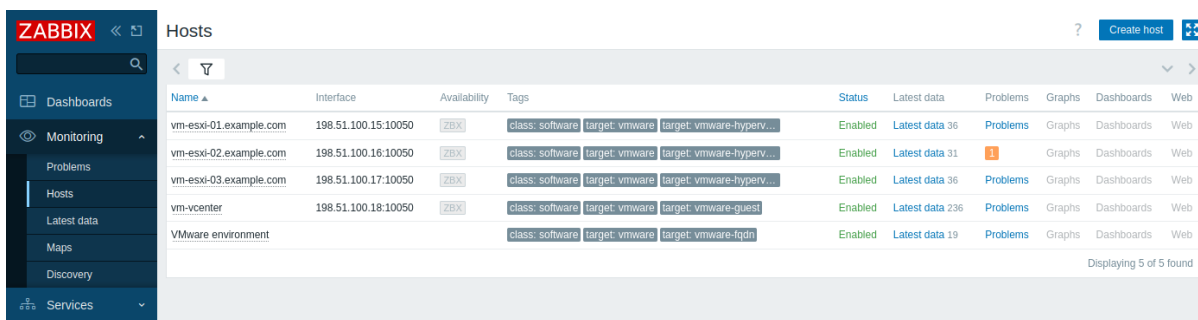 ZABBIX
Hosts
? Create host
Dashboards
Monitoring
Problems
Hosts
Latest data
Maps
Discovery
Services
Name Interface Availability Tags Status Latest data Problems Graphs Dashboards Web
vm-esxi-01.example.com 198.51.100.15:10050 ZBX class: software target: vmware target: vmware-hyperv... Enabled Latest data 36 Problems Graphs Dashboards Web
vm-esxi-02.example.com 198.51.100.16:10050 ZBX class: software target: vmware target: vmware-hyperv... Enabled Latest data 31 1 Graphs Dashboards Web
vm-esxi-03.example.com 198.51.100.17:10050 ZBX class: software target: vmware target: vmware-hyperv... Enabled Latest data 36 Problems Graphs Dashboards Web
vm-vcenter 198.51.100.18:10050 ZBX class: software target: vmware target: vmware-guest Enabled Latest data 236 Problems Graphs Dashboards Web
VMware environment class: software target: vmware target: vmware-fqdn Enabled Latest data 19 Problems Graphs Dashboards Web
Displaying 5 of 5 found